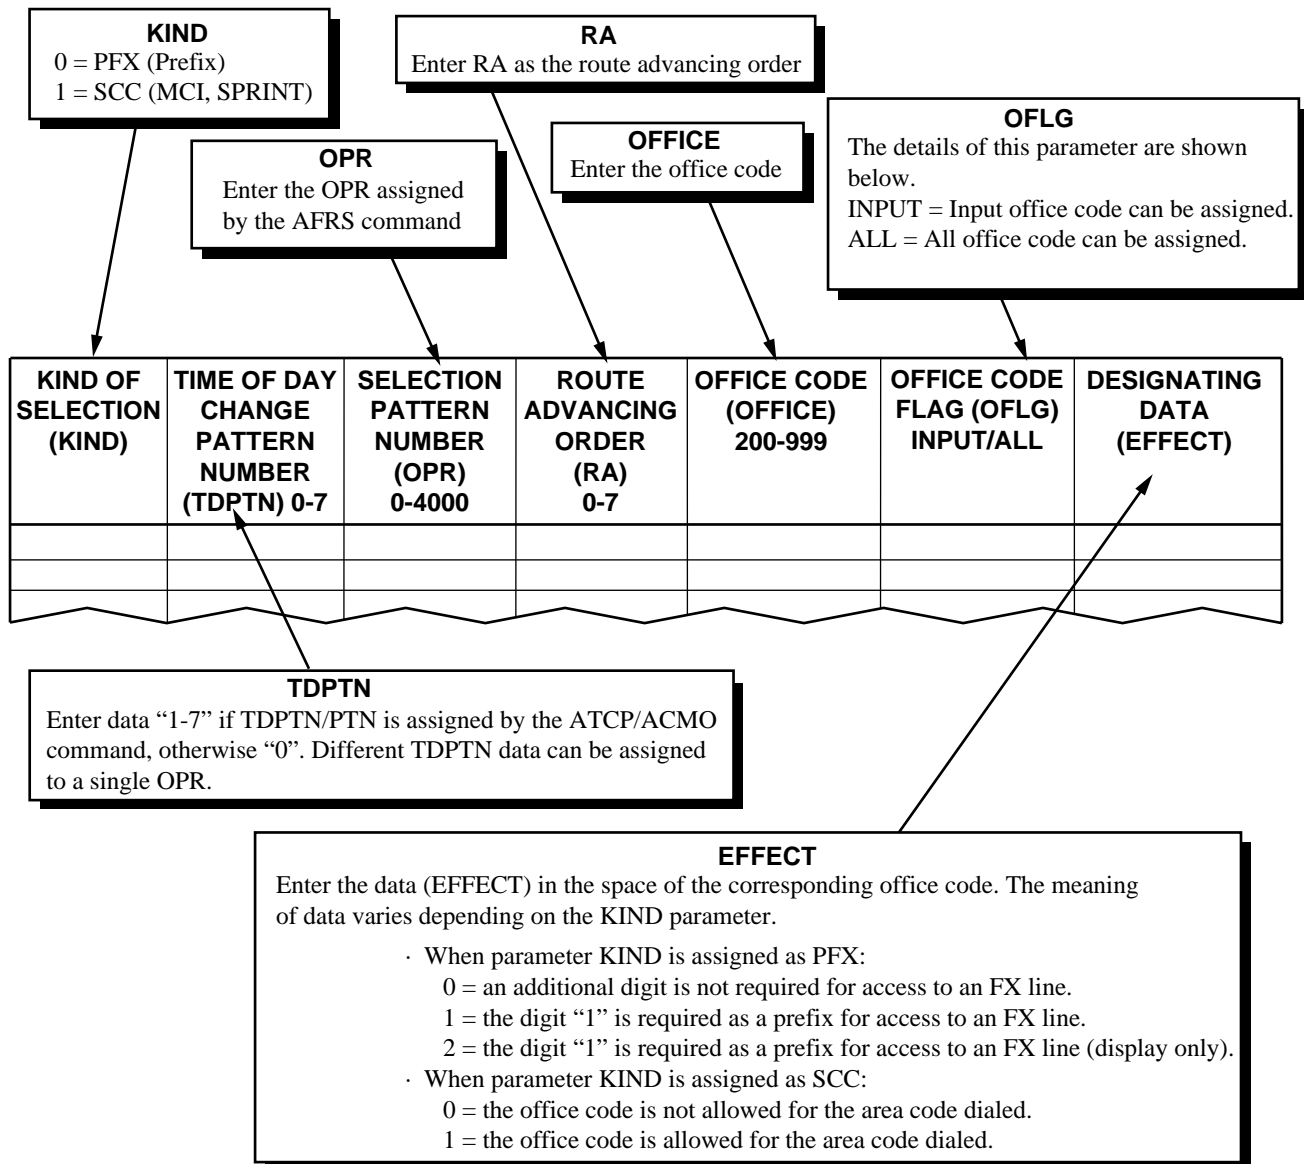 KIND
0 = PFX (Prefix)
1 = SCC (MCI, SPRINT)
RA
Enter RA as the route advancing order
OPR
Enter the OPR assigned
by the AFRS command
OFFICE
Enter the office code
OFLG
The details of this parameter are shown
below.
INPUT = Input office code can be assigned.
ALL = All office code can be assigned.
KIND OF
SELECTION
(KIND)
TIME OF DAY
CHANGE
PATTERN
NUMBER
(TDPTN) 0-7
SELECTION
PATTERN
NUMBER
(OPR)
0-4000
ROUTE
ADVANCING
ORDER
(RA)
0-7
OFFICE CODE
(OFFICE)
200-999
OFFICE CODE
FLAG (OFLG)
INPUT/ALL
DESIGNATING
DATA
(EFFECT)
TDPTN
Enter data “1-7” if TDPTN/PTN is assigned by the ATCP/ACMO
command, otherwise “0”. Different TDPTN data can be assigned
to a single OPR.
EFFECT
Enter the data (EFFECT) in the space of the corresponding office code. The meaning
of data varies depending on the KIND parameter.
· When parameter KIND is assigned as PFX:
0 = an additional digit is not required for access to an FX line.
1 = the digit “1” is required as a prefix for access to an FX line.
2 = the digit “1” is required as a prefix for access to an FX line (display only).
· When parameter KIND is assigned as SCC:
0 = the office code is not allowed for the area code dialed.
1 = the office code is allowed for the area code dialed.